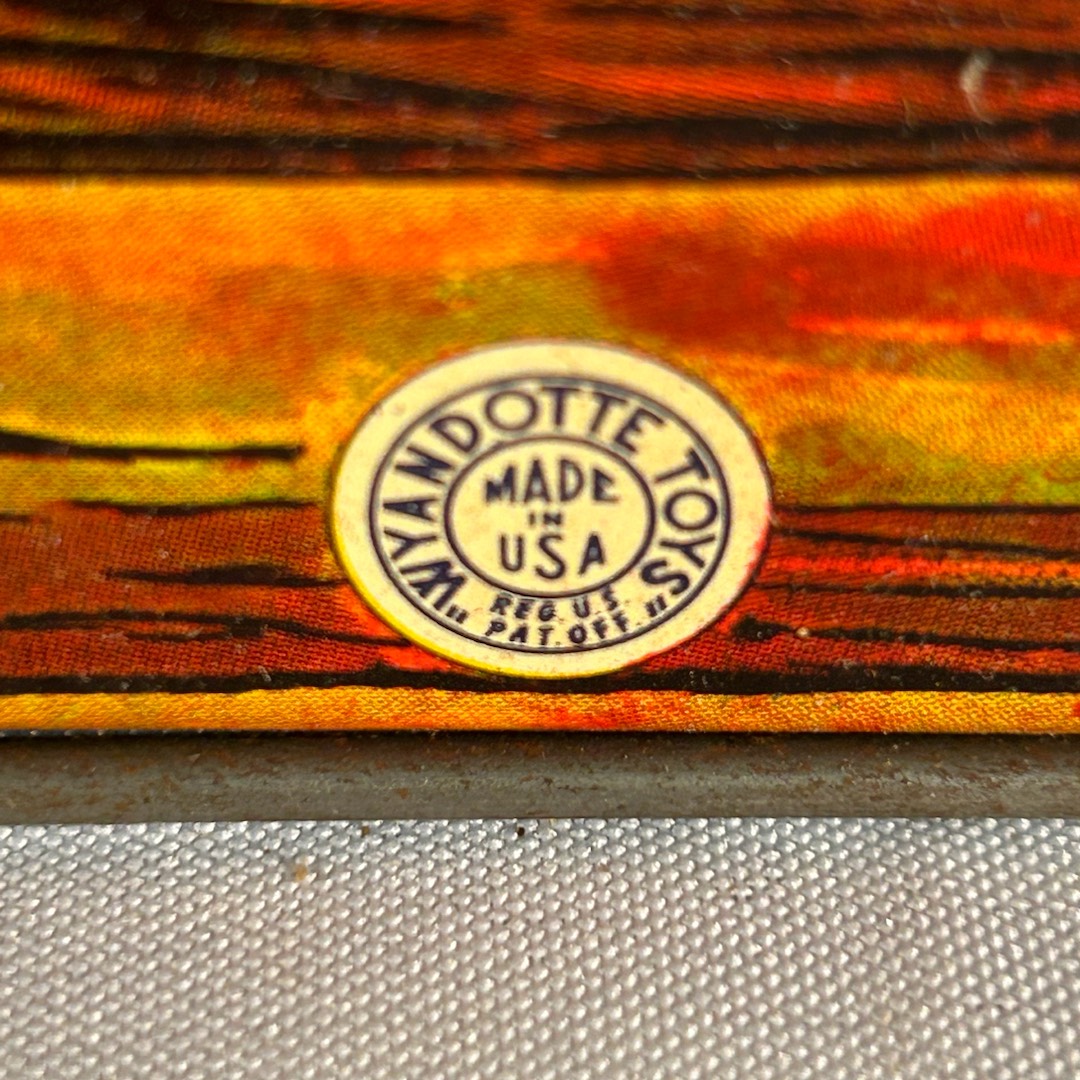 "WYANDOTTE TOYS"
MADE
IN
USA
REG. U.S.
PAT. OFF.